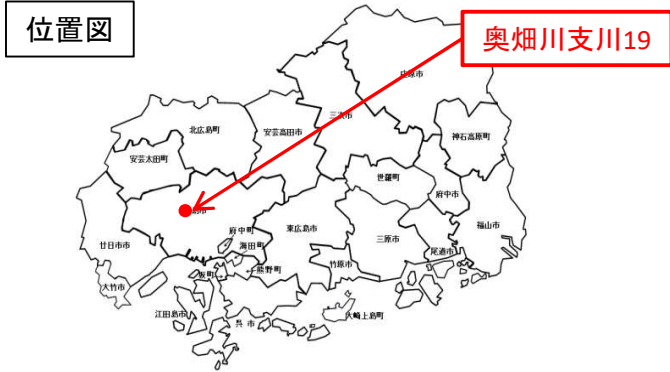 位置図
奥畑川支川19
庄原市
三次市
北広島町
安芸高田市
神石高原町
安芸太田町
世羅町
府中市
島市
福山市
府中町
東広島市
廿日市市
海田町
三原市
尾道市
熊野町
竹原市
坂町
大竹市
江田島市
呉市
大崎上島町